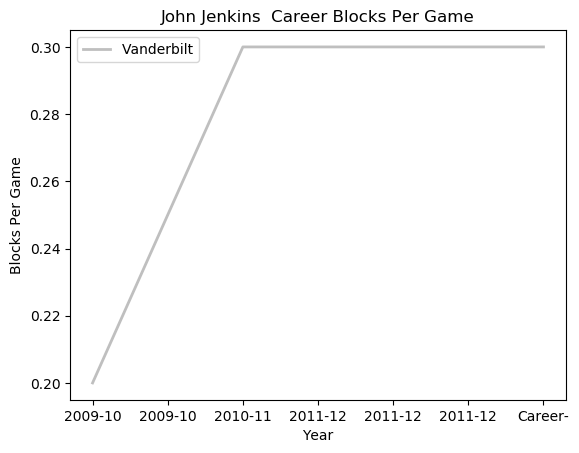 John Jenkins  Career Blocks Per Game
Vanderbilt
Blocks Per Game
0.30
0.28
0.26
0.24
0.22
0.20
2009-10 2009-10 2010-11 2011-12 2011-12 2011-12 Career-
Year